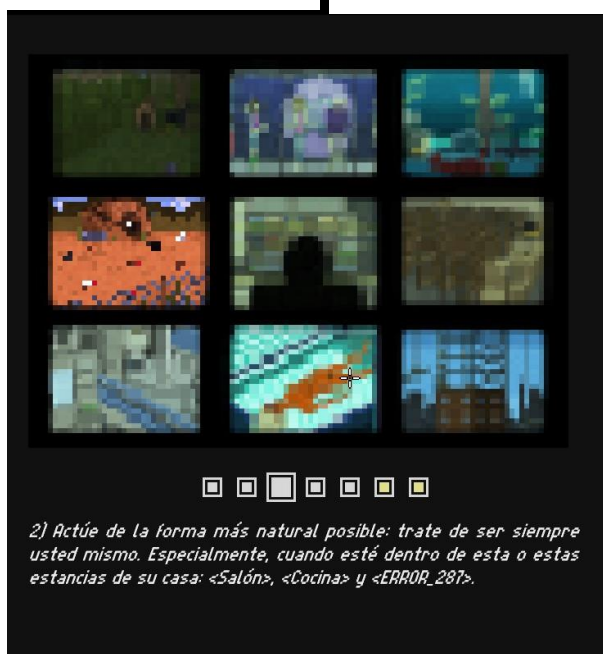 2) Actúe de la forma más natural posible: trate de ser siempre
usted mismo. Especialmente, cuando esté dentro de esta o estas
estancias de su casa: <Salón>, <Cocina> y <ERROR_287>.